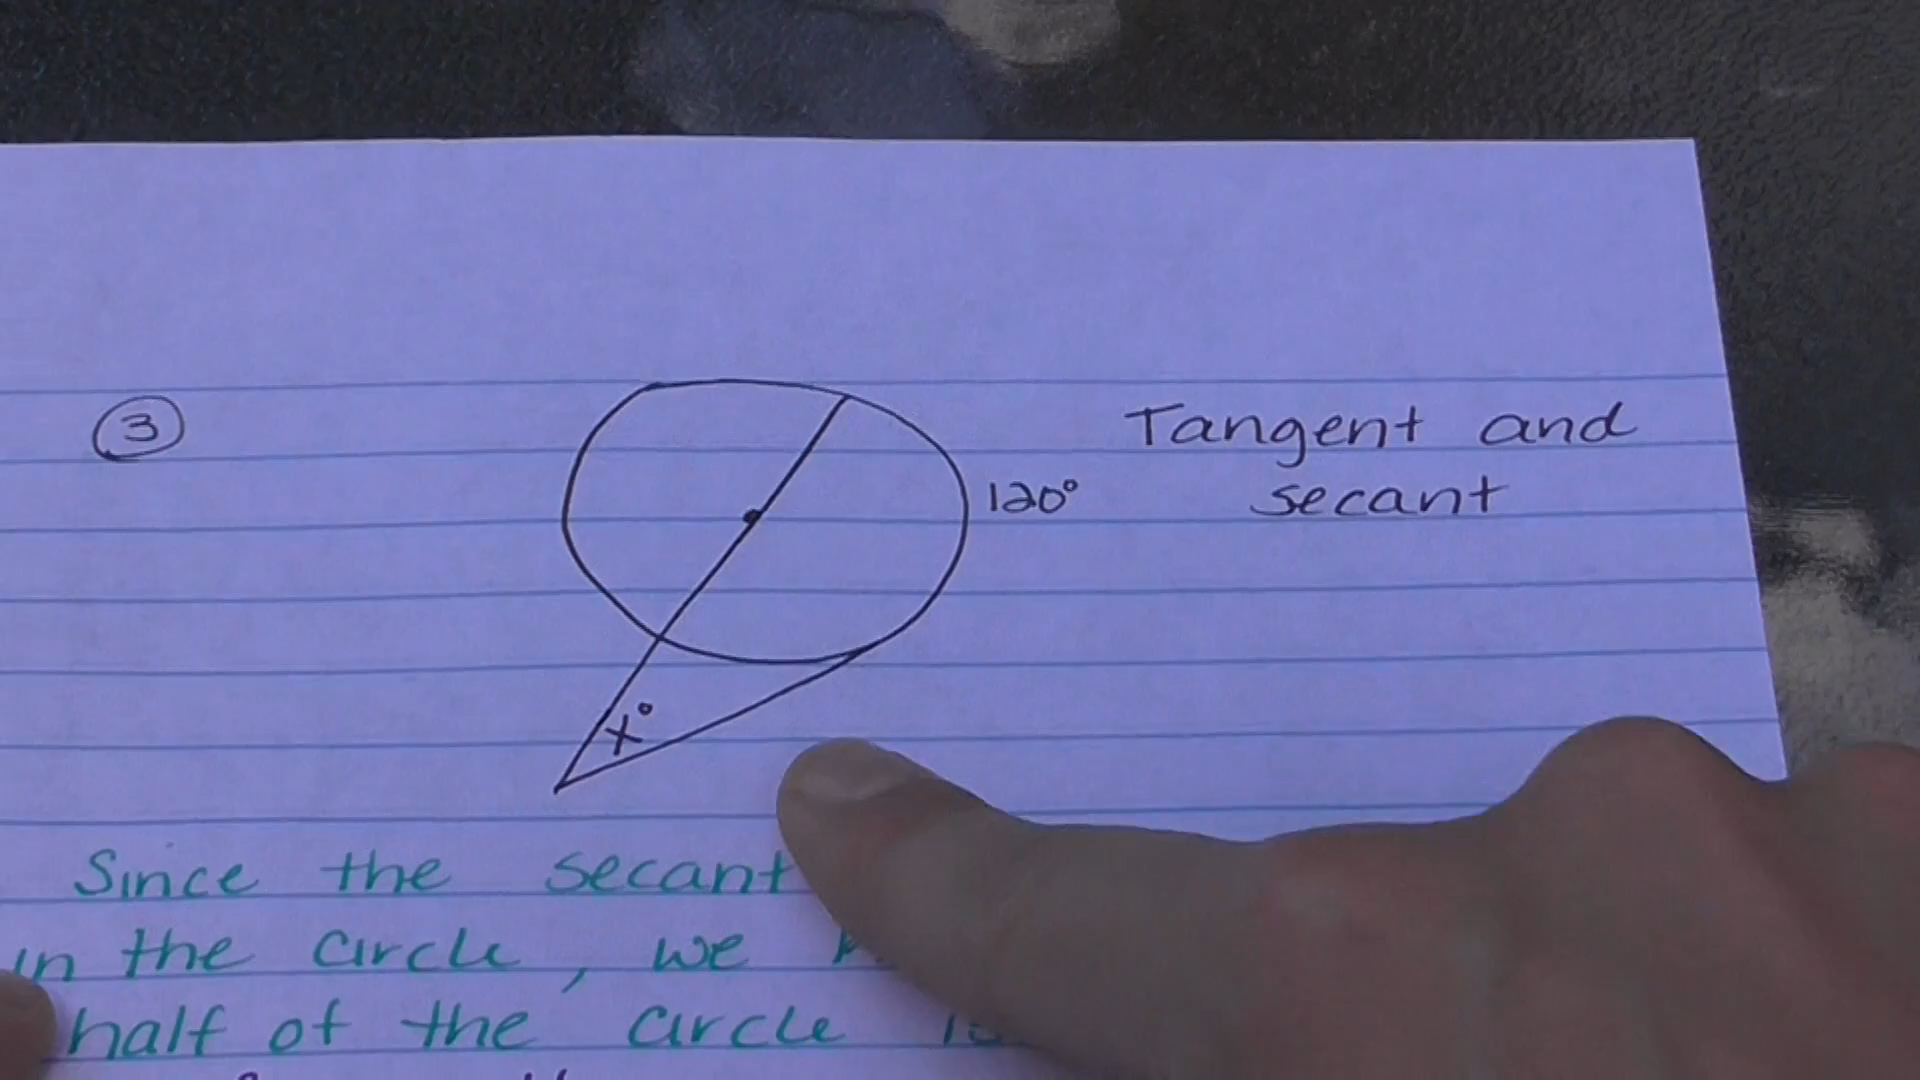 3
Tangent and
120°
secant
x°
Since the secant
in the circle, we
half of the circle